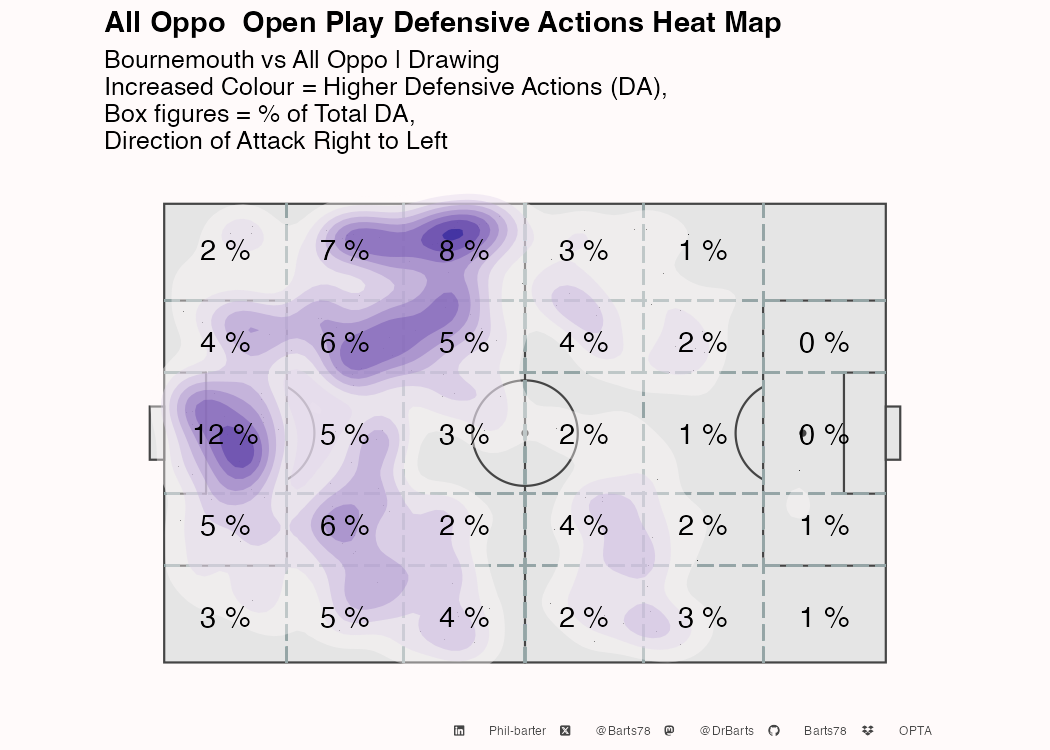 All Oppo  Open Play Defensive Actions Heat Map
Bournemouth vs All Oppo | Drawing
Increased Colour = Higher Defensive Actions (DA),
Box figures = % of Total DA,
Direction of Attack Right to Left
2 % 7 % 8 % 3 % 1 %
4 % 6 % 5 % 4 % 2 % 0 %
12 % 5 % 3 % 2 % 1 % 0 %
5 % 6 % 2 % 4 % 2 % 1 %
3 % 5 % 4 % 2 % 3 % 1 %
Phil-barter @Barts78 @DrBarts Barts78 OPTA